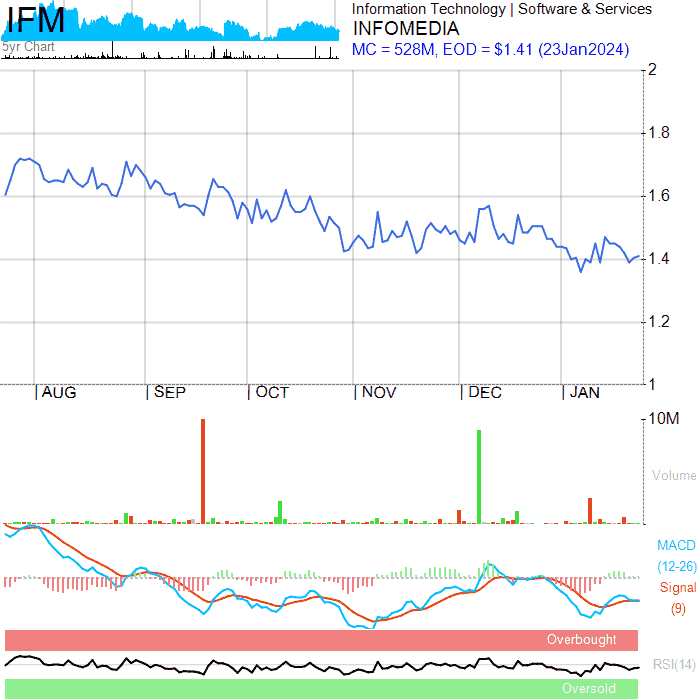 IFM
5yr Chart
Information Technology | Software & Services
INFOMEDIA
MC = 528M, EOD = $1.41 (23Jan2024)
2
1.8
1.6
1.4
1.2
1
| AUG | SEP | OCT | NOV | DEC | JAN
10M
Volume
MACD
(12-26)
Signal
(9)
Overbought
RSI(14)
Oversold